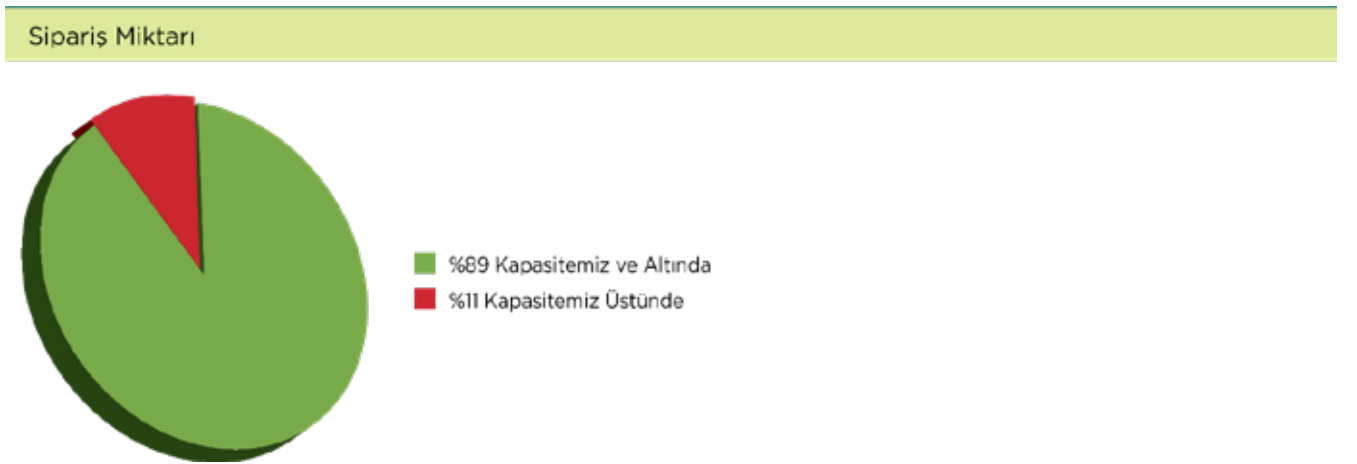 Sipariş Miktarı
%89 Kapasitemiz ve Altında
%11 Kapasitemiz Üstünde